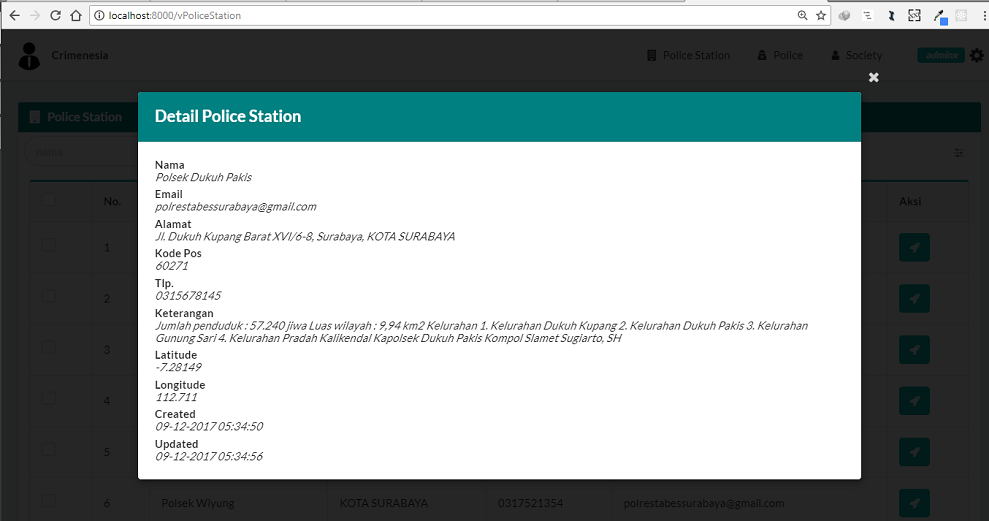 localhost:8000/vPoliceStation
Crimenesia
Police Station
Police
Society
admin
Detail Police Station
Police Station
Nama
Nama
Polsek Dukuh Pakis
Email
polrestabessurabaya@gmail.com
No.
Aksi
Alamat
Jl. Dukuh Kupang Barat XVI/6-8, Surabaya, KOTA SURABAYA
1
Kode Pos
60271
Tlp.
0315678145
2
Keterangan
Jumlah penduduk : 57.240 jiwa Luas wilayah : 9,94 km2 Kelurahan 1. Kelurahan Dukuh Kupang 2. Kelurahan Dukuh Pakis 3. Kelurahan
Gunung Sari 4. Kelurahan Pradah Kalikendal Kapolsek Dukuh Pakis Kompol Slamet Sugiarto, SH
3
Latitude
-7.28149
Longitude
112.711
4
Created
09-12-2017 05:34:50
Updated
09-12-2017 05:34:56
5
6 Polsek Wiyung KOTA SURABAYA 0317521354 polrestabessurabaya@gmail.com